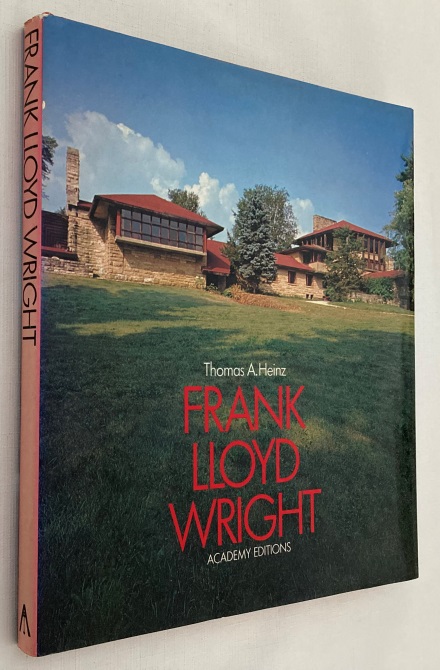 FRANK LLOYD WRIGHT
Thomas A.Heinz
FRANK
LLOYD
WRIGHT
ACADEMY EDITIONS